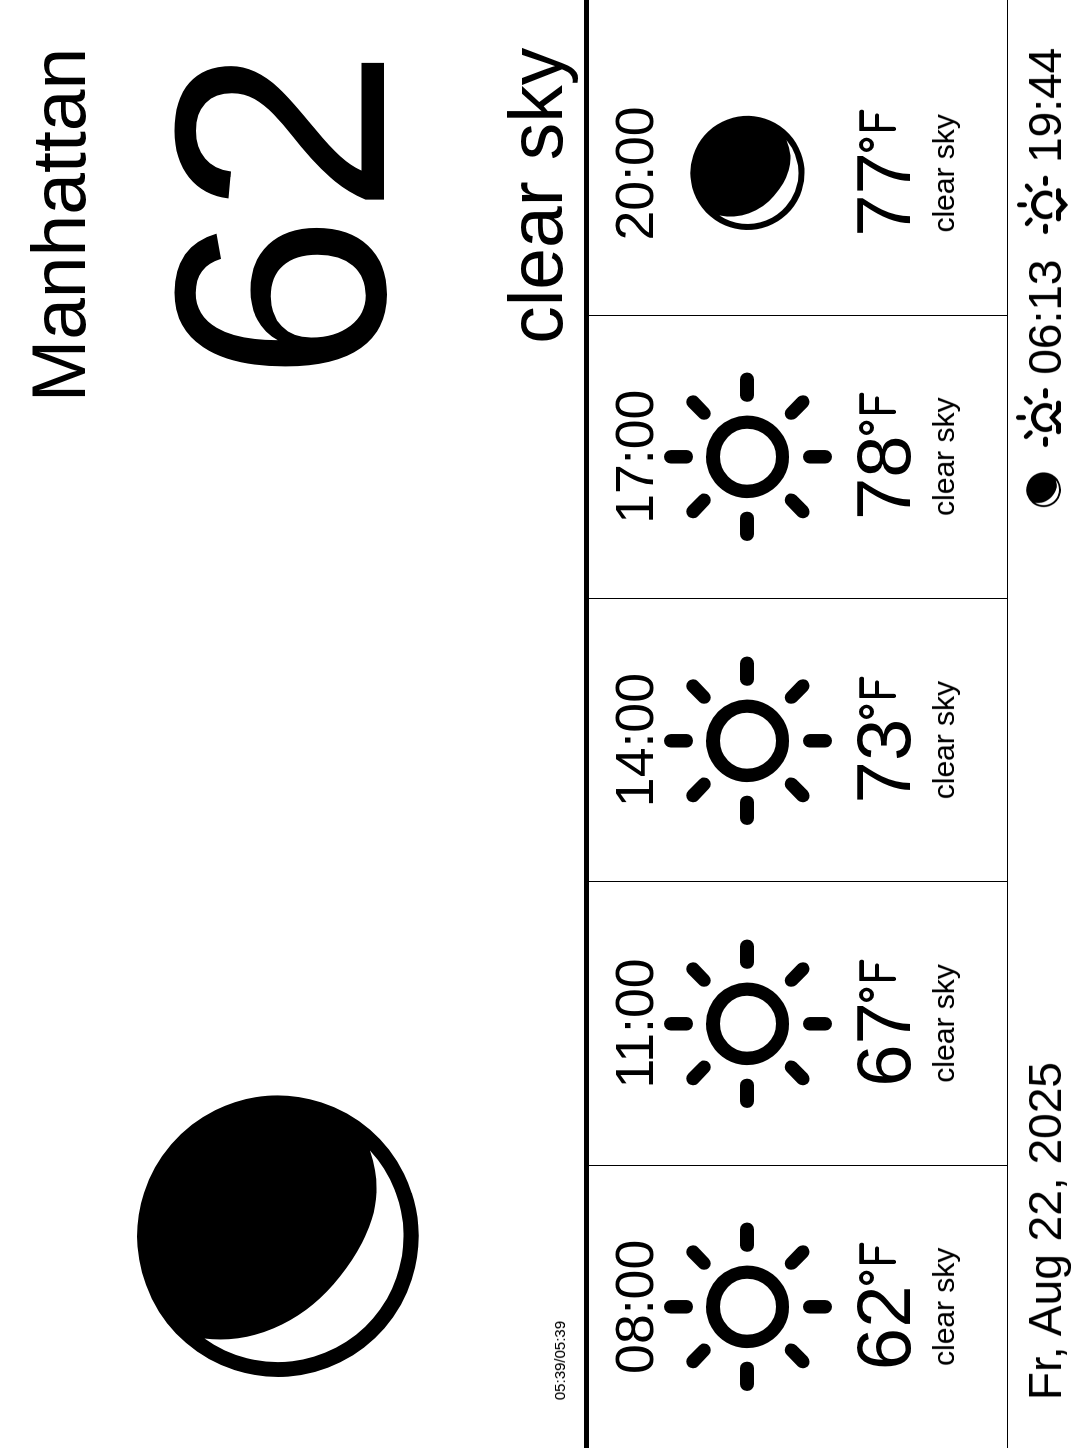 Manhattan
62
clear sky
05:39/05:39
08:00 11:00 14:00 17:00 20:00
62°F 67°F 73°F 78°F 77°F
clear sky clear sky clear sky clear sky clear sky
Fr, Aug 22, 2025 06:13 19:44